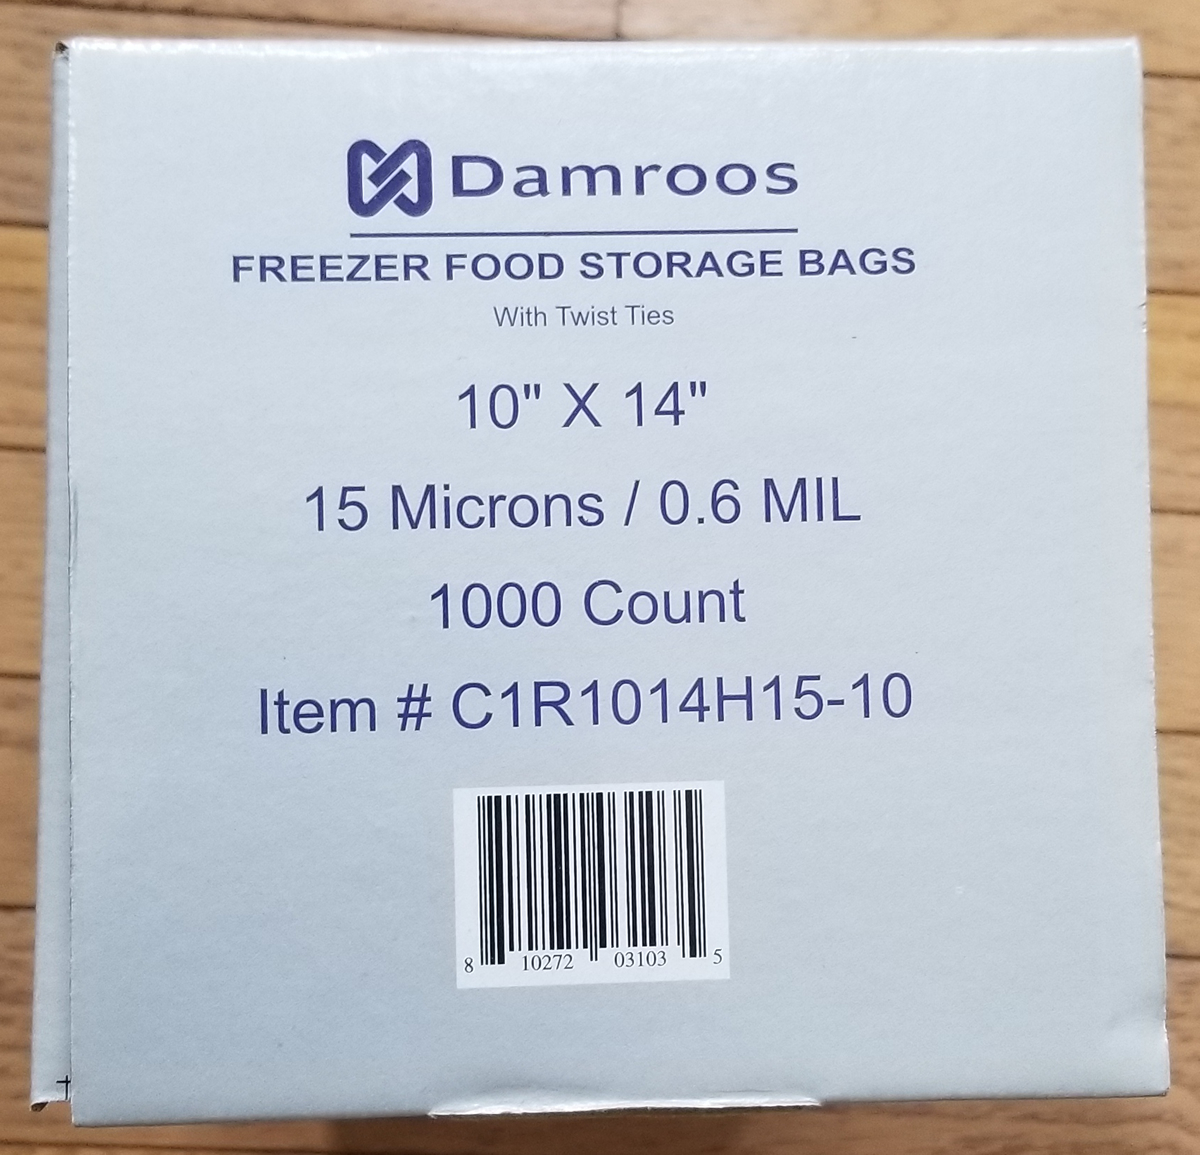 Damroos
FREEZER FOOD STORAGE BAGS
With Twist Ties
10" X 14"
15 Microns / 0.6 MIL
1000 Count
Item # C1R1014H15-10
8 10272 03103 5